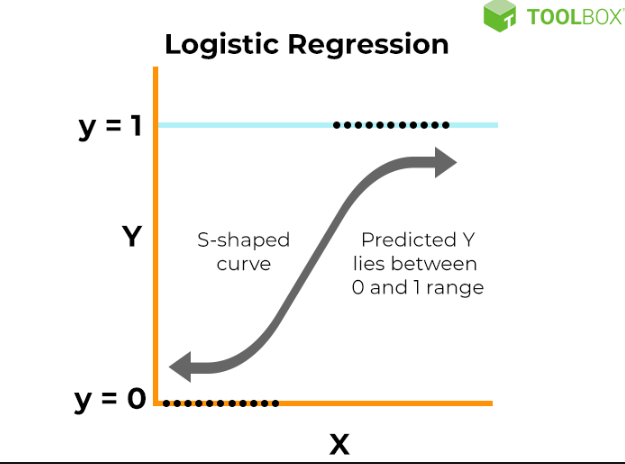 TOOLBOX
Logistic Regression
y = 1
Y
S-shaped
curve
Predicted Y
lies between
0 and 1 range
y = 0
X